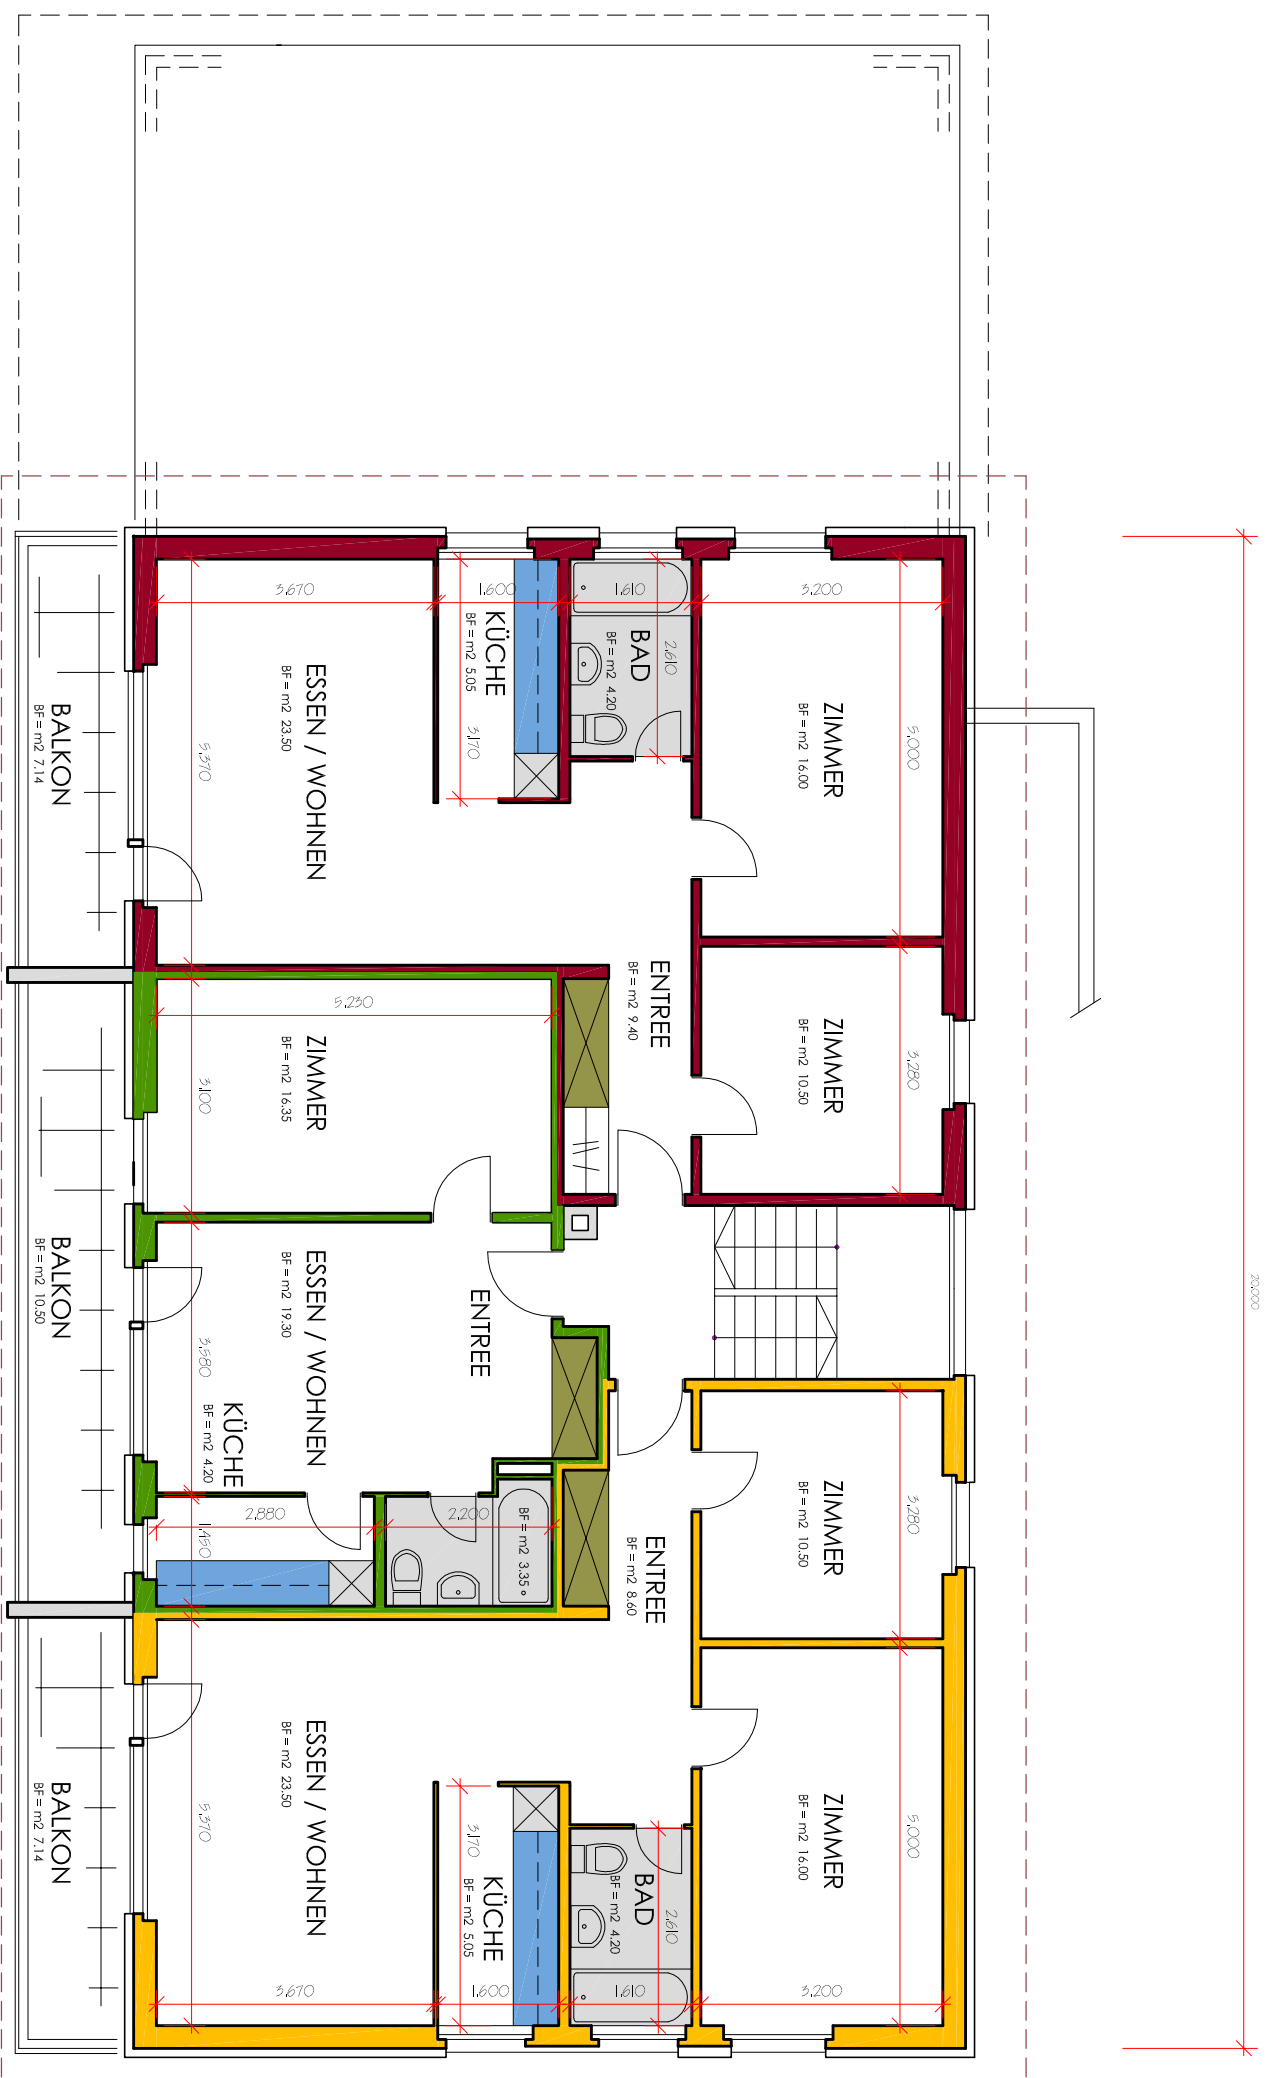 3.670
1.600
1.610
3.200
KÜCHE
BF = m2 5.05
3.170
BAD
BF = m2 4.20
2.610
ESSEN / WOHNEN
BF = m2 23.50
5.370
ZIMMER
BF = m2 16.00
5.000
BALKON
BF = m2 7.14
ENTREE
BF = m2 9.40
ZIMMER
BF = m2 10.50
3.280
5.230
ZIMMER
BF = m2 16.35
3.100
BALKON
BF = m2 10.50
ESSEN / WOHNEN
BF = m2 19.30
3.580
ENTREE
20.000
KÜCHE
BF = m2 4.20
2.880
1.450
2.200
BF = m2 3.35
ENTREE
BF = m2 8.60
ZIMMER
BF = m2 10.50
3.280
ESSEN / WOHNEN
BF = m2 23.50
5.370
BALKON
BF = m2 7.14
3.170
KÜCHE
BF = m2 5.05
BAD
BF = m2 4.20
2.610
ZIMMER
BF = m2 16.00
5.000
3.670
1.600
1.610
3.200